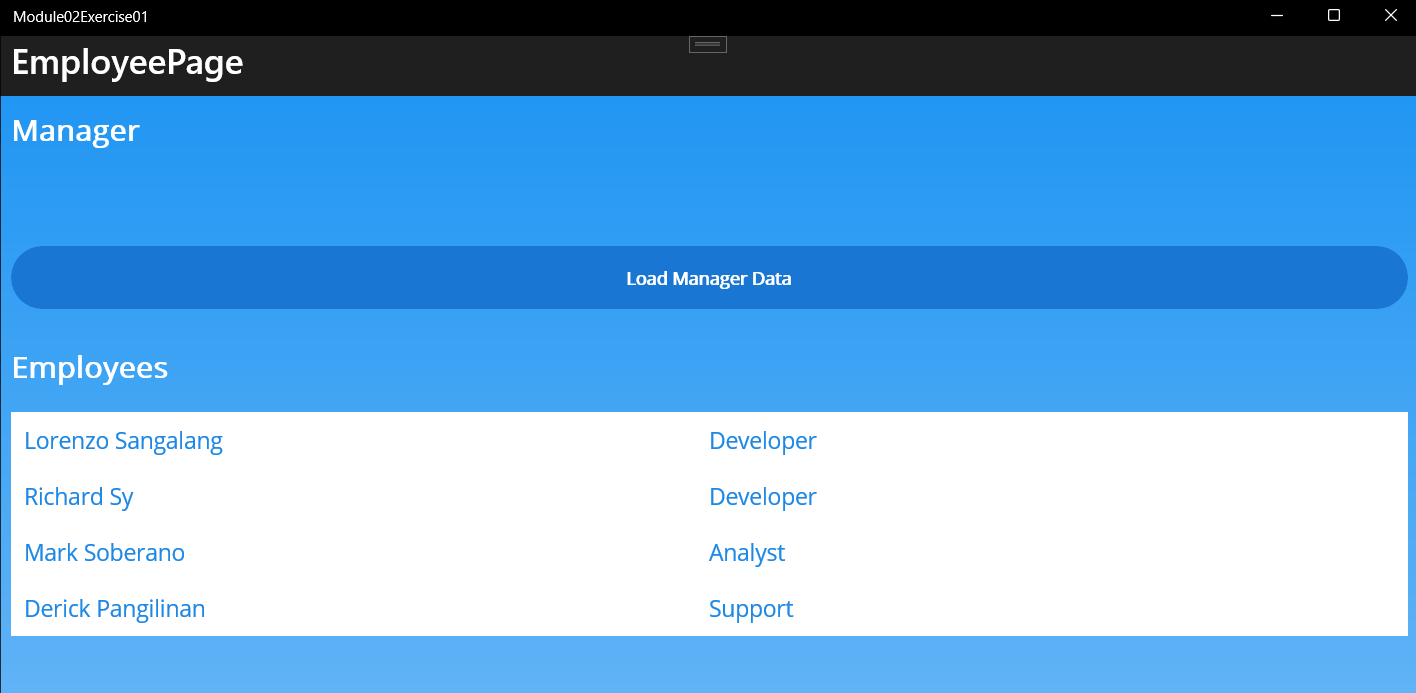 Module02Exercise01
EmployeePage
Manager
Load Manager Data
Employees
Lorenzo Sangalang Developer
Richard Sy Developer
Mark Soberano Analyst
Derick Pangilinan Support